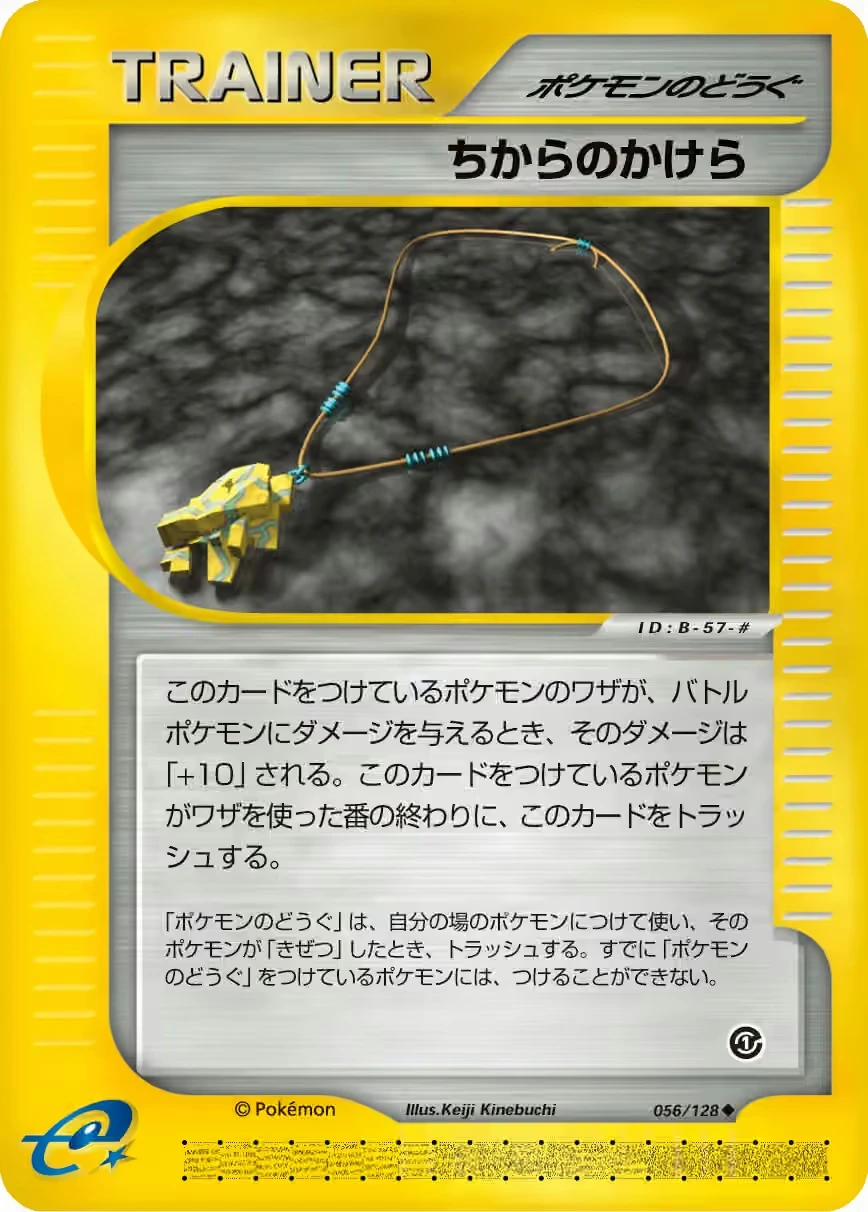 TRAINER
ポケモンのどうぐ
ちからのかけら
ID:B-57-#
このカードをつけているポケモンのワザが、バトル
ポケモンにダメージを与えるとき、そのダメージは
「+10」される。このカードをつけているポケモン
がワザを使った番の終わりに、このカードをトラッ
シュする。
「ポケモンのどうぐ」は、自分の場のポケモンにつけて使い、その
ポケモンが「きぜつ」したとき、トラッシュする。すでに「ポケモン
のどうぐ」をつけているポケモンには、つけることができない。
1
© Pokémon
Illus.Keiji Kinebuchi
056/128◆
e